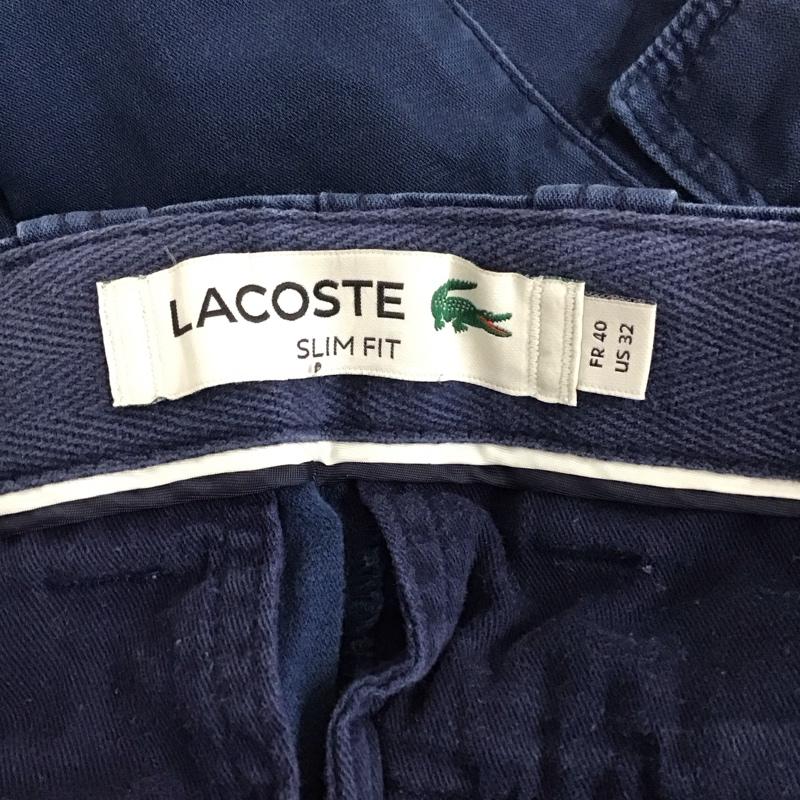 LACOSTE
SLIM FIT
FR 40
US 32